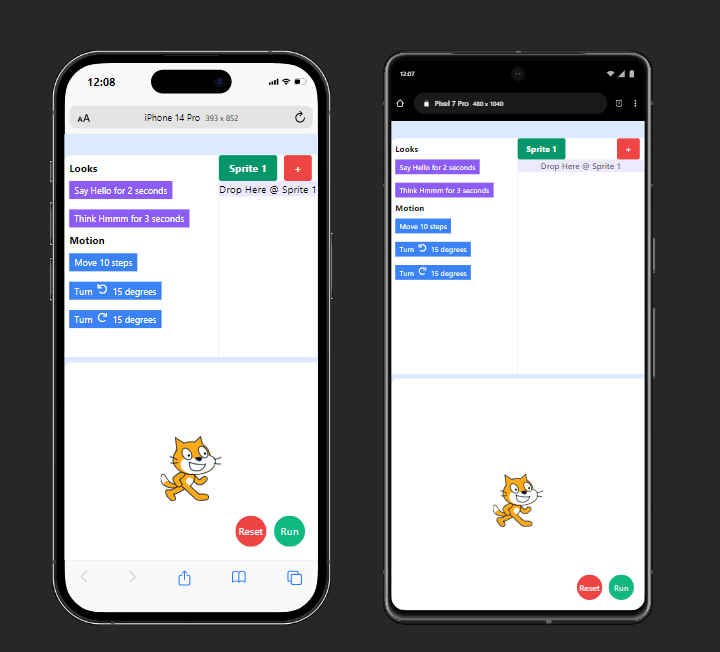 12:08
AA iPhone 14 Pro 393 x 852
Looks
Sprite 1 +
Say Hello for 2 seconds
Drop Here @ Sprite 1
Think Hmmm for 3 seconds
Motion
Move 10 steps
Turn 15 degrees
Turn 15 degrees
Reset Run
12:07
Pixel 7 Pro 480 x 1040
Looks
Sprite 1 +
Say Hello for 2 seconds
Drop Here @ Sprite 1
Think Hmmm for 3 seconds
Motion
Move 10 steps
Turn 15 degrees
Turn 15 degrees
Reset Run